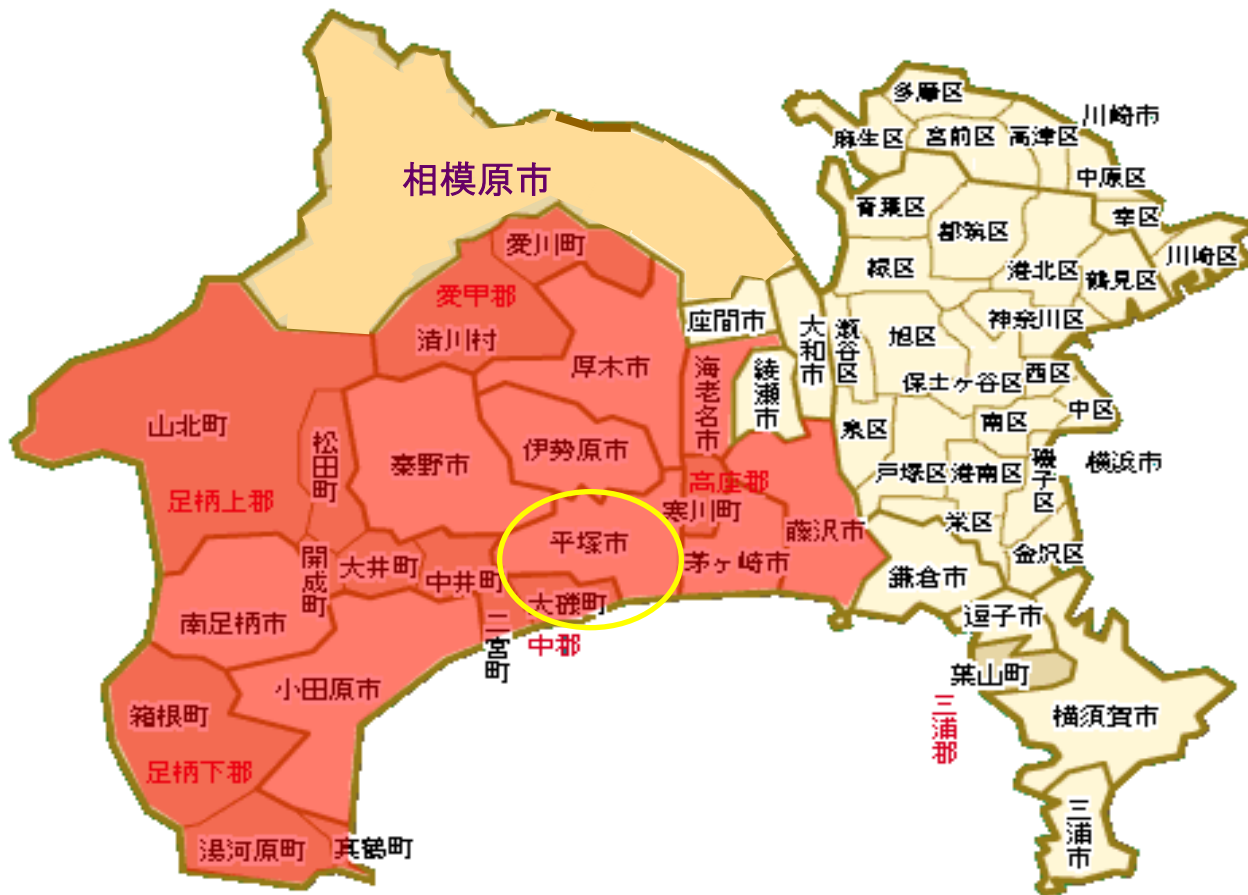 多摩区
川崎市
麻生区
宮前区
高津区
相模原市
中原区
青葉区
幸区
都筑区
愛川町
川崎区
緑区
港北区
鶴見区
愛甲郡
座間市
大和市
瀬谷区
神奈川区
清川村
旭区
厚木市
海老名市
綾瀬市
保土ヶ谷区
西区
中区
山北町
松田町
秦野市
伊勢原市
泉区
南区
戸塚区
港南区
磯子区
横浜市
足柄上郡
高座郡
寒川町
藤沢市
栄区
平塚市
開成町
大井町
中井町
茅ヶ崎市
金沢区
鎌倉市
南足柄市
大磯町
逗子市
二宮町
中郡
葉山町
小田原市
箱根町
三浦郡
横須賀市
足柄下郡
三浦市
湯河原町
真鶴町